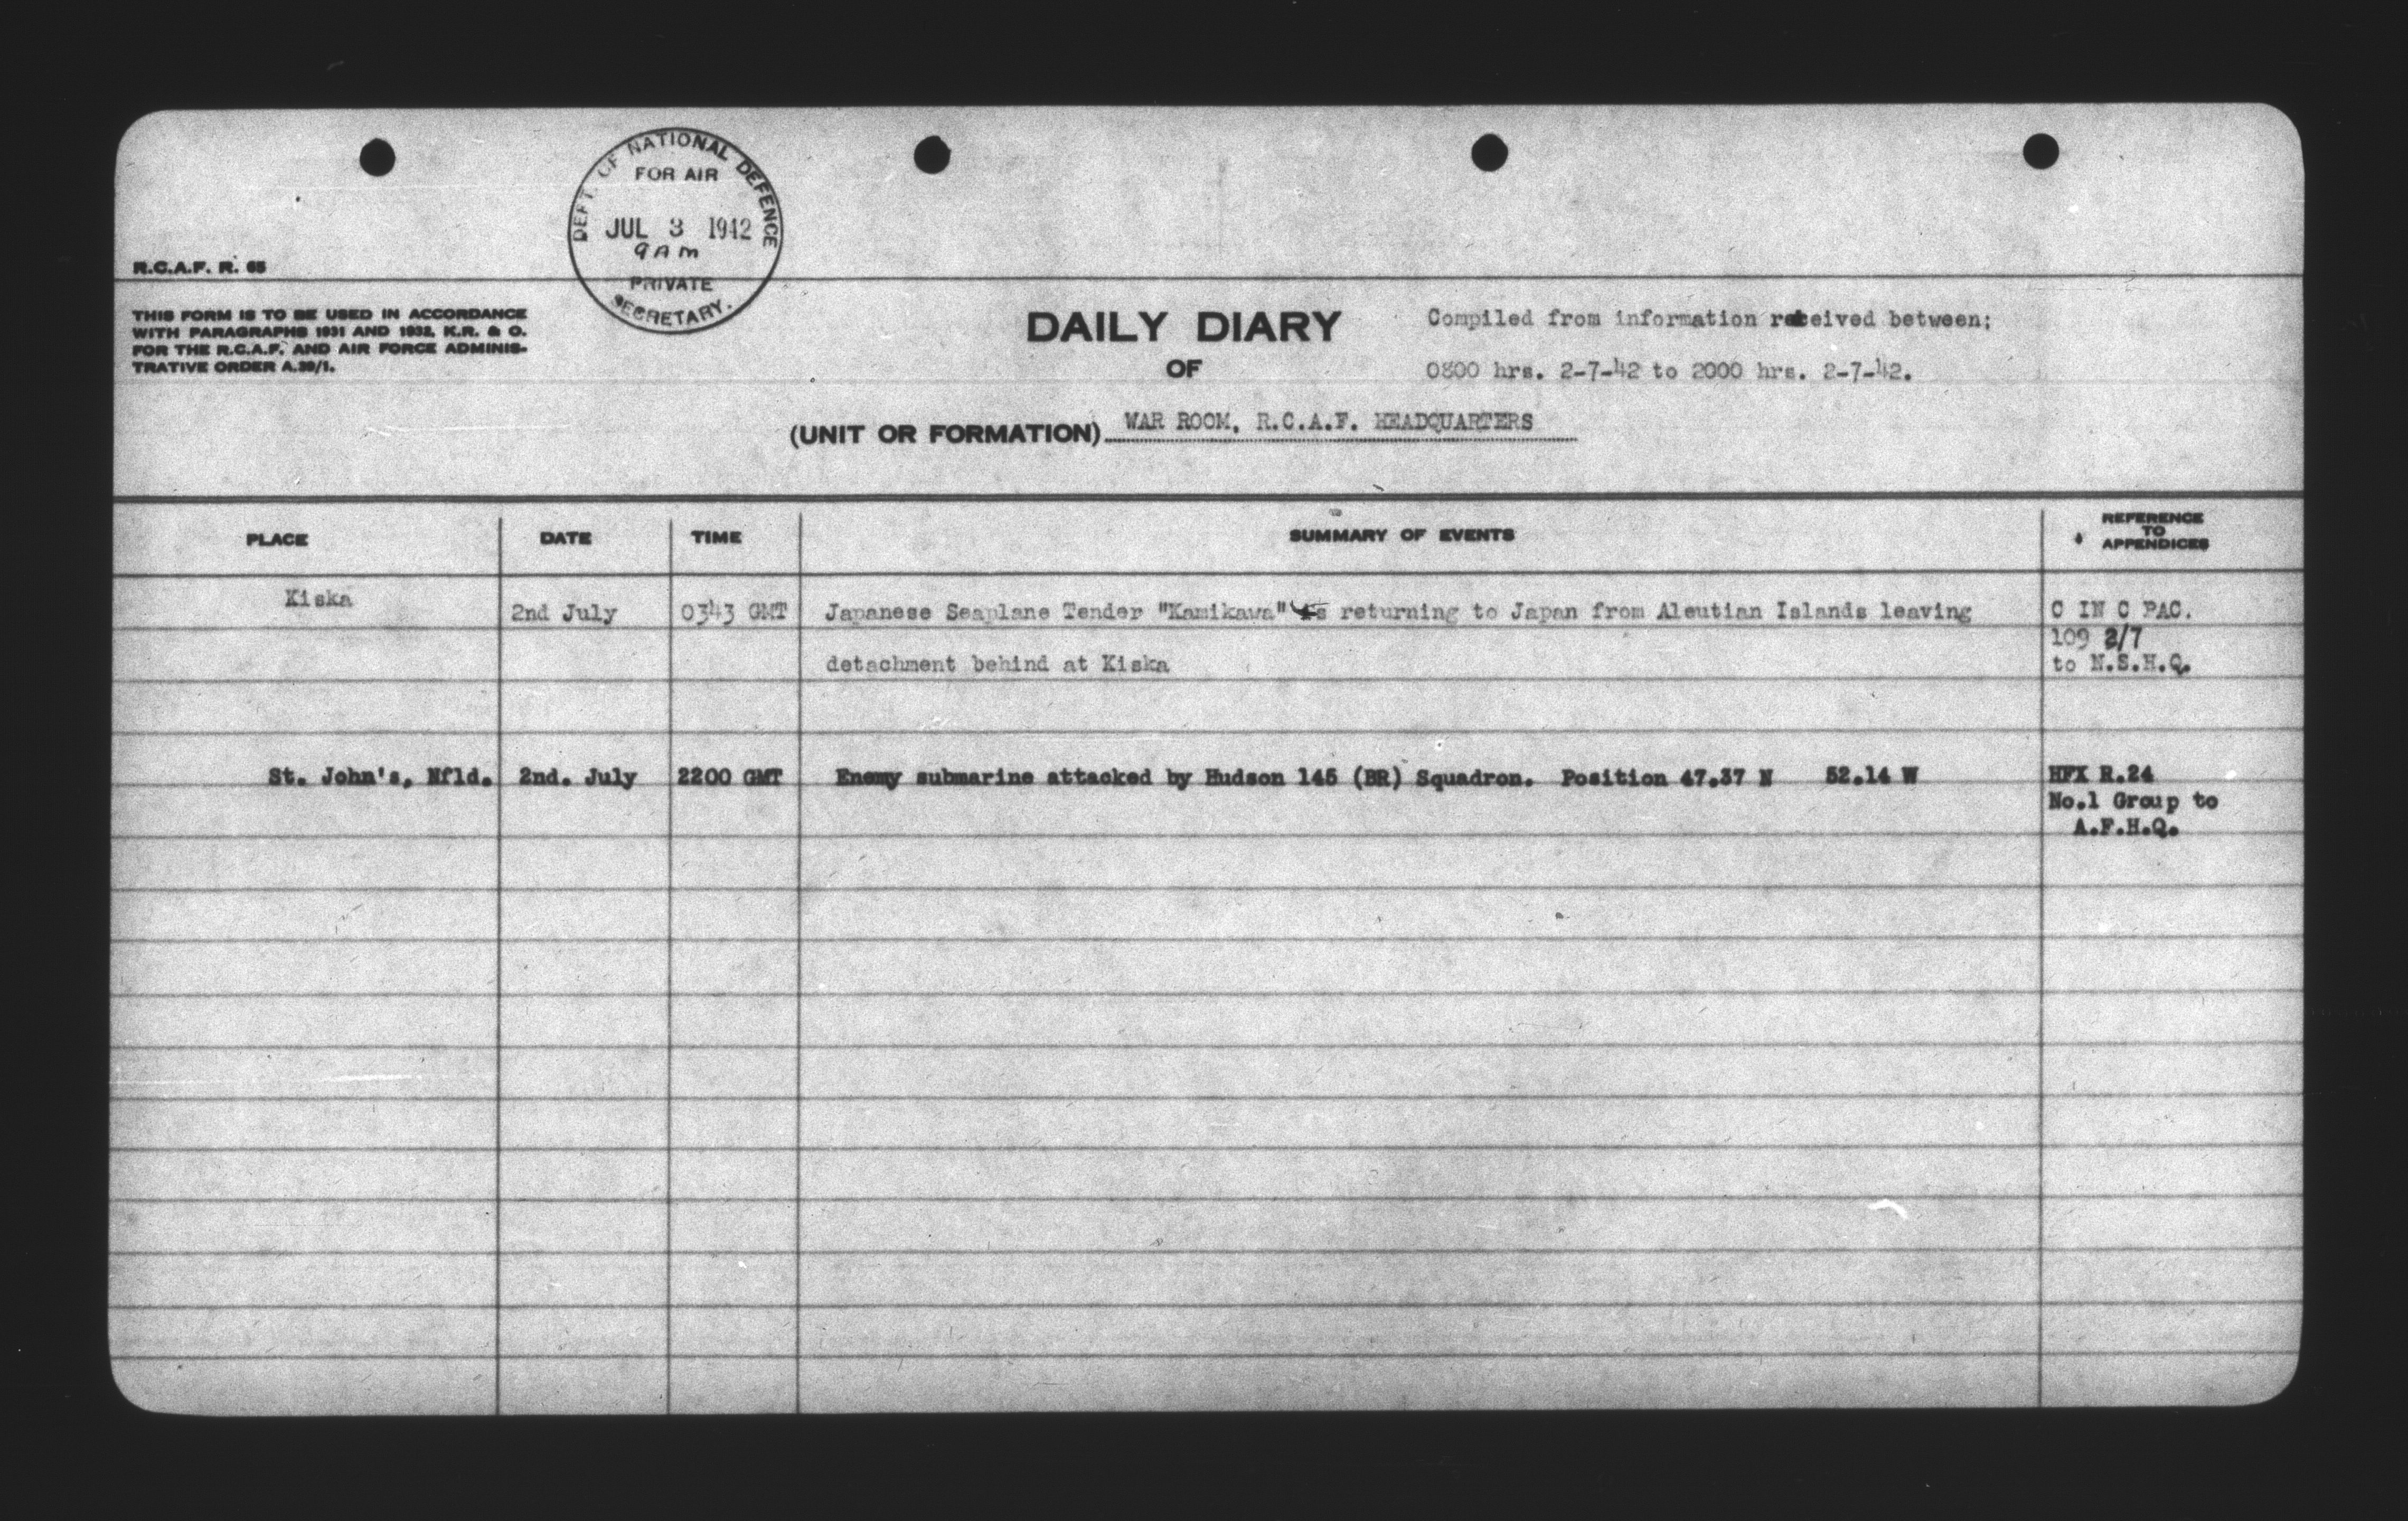 DEPT. OF NATIONAL DEFENCE
FOR AIR
JUL 3 1942
9 AM
PRIVATE
SECRETARY.
R.C.A.F. R. 65
THIS FORM IS TO BE USED IN ACCORDANCE
WITH PARAGRAPHS 1931 AND 1932, K.R. & O.
FOR THE R.C.A.F. AND AIR FORCE ADMINIS-
TRATIVE ORDER A.39/1.
DAILY DIARY
OF
Compiled from information received between;
0800 hrs. 2-7-42 to 2000 hrs. 2-7-42.
(UNIT OR FORMATION) WAR ROOM, R.C.A.F. HEADQUARTERS
PLACE DATE TIME SUMMARY OF EVENTS REFERENCE TO APPENDICES
Kiska 2nd July 0343 GMT Japanese Seaplane Tender "Kamikawa" is returning to Japan from Aleutian Islands leaving C IN C PAC.
109 2/7
detachment behind at Kiska to N.S.H.Q.
St. John's, Nfld. 2nd. July 2200 GMT Enemy submarine attacked by Hudson 145 (BR) Squadron. Position 47.37 N 52.14 W HFX R.24
No.1 Group to
A.F.H.Q.